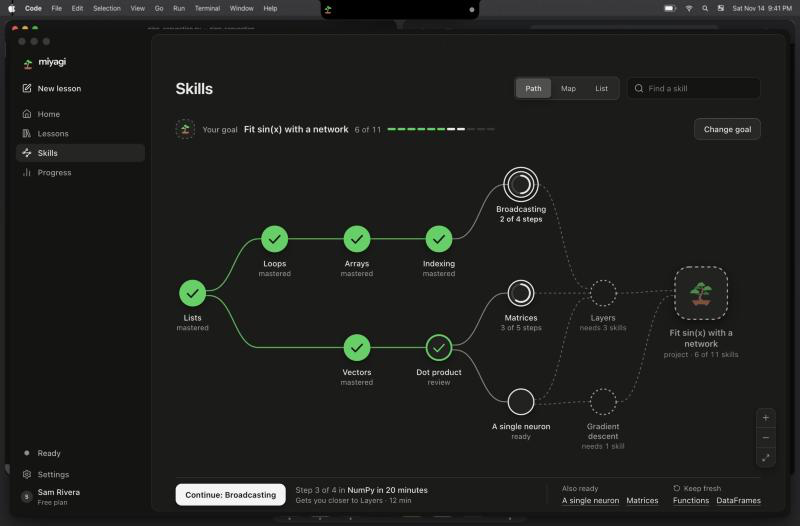 Code File Edit Selection View Go Run Terminal Window Help
Sat Nov 14 9:41 PM
miyagi
New lesson
Home
Lessons
Skills
Progress
Ready
Settings
S
Sam Rivera
Free plan
Skills
Path Map List
Find a skill
Your goal Fit sin(x) with a network 6 of 11
Change goal
Broadcasting
2 of 4 steps
Loops
mastered
Arrays
mastered
Indexing
mastered
Lists
mastered
Matrices
3 of 5 steps
Layers
needs 3 skills
Fit sin(x) with a
network
project · 6 of 11 skills
Vectors
mastered
Dot product
review
A single neuron
ready
Gradient
descent
needs 1 skill
Continue: Broadcasting
Step 3 of 4 in NumPy in 20 minutes
Gets you closer to Layers · 12 min
Also ready
A single neuron Matrices
Keep fresh
Functions DataFrames